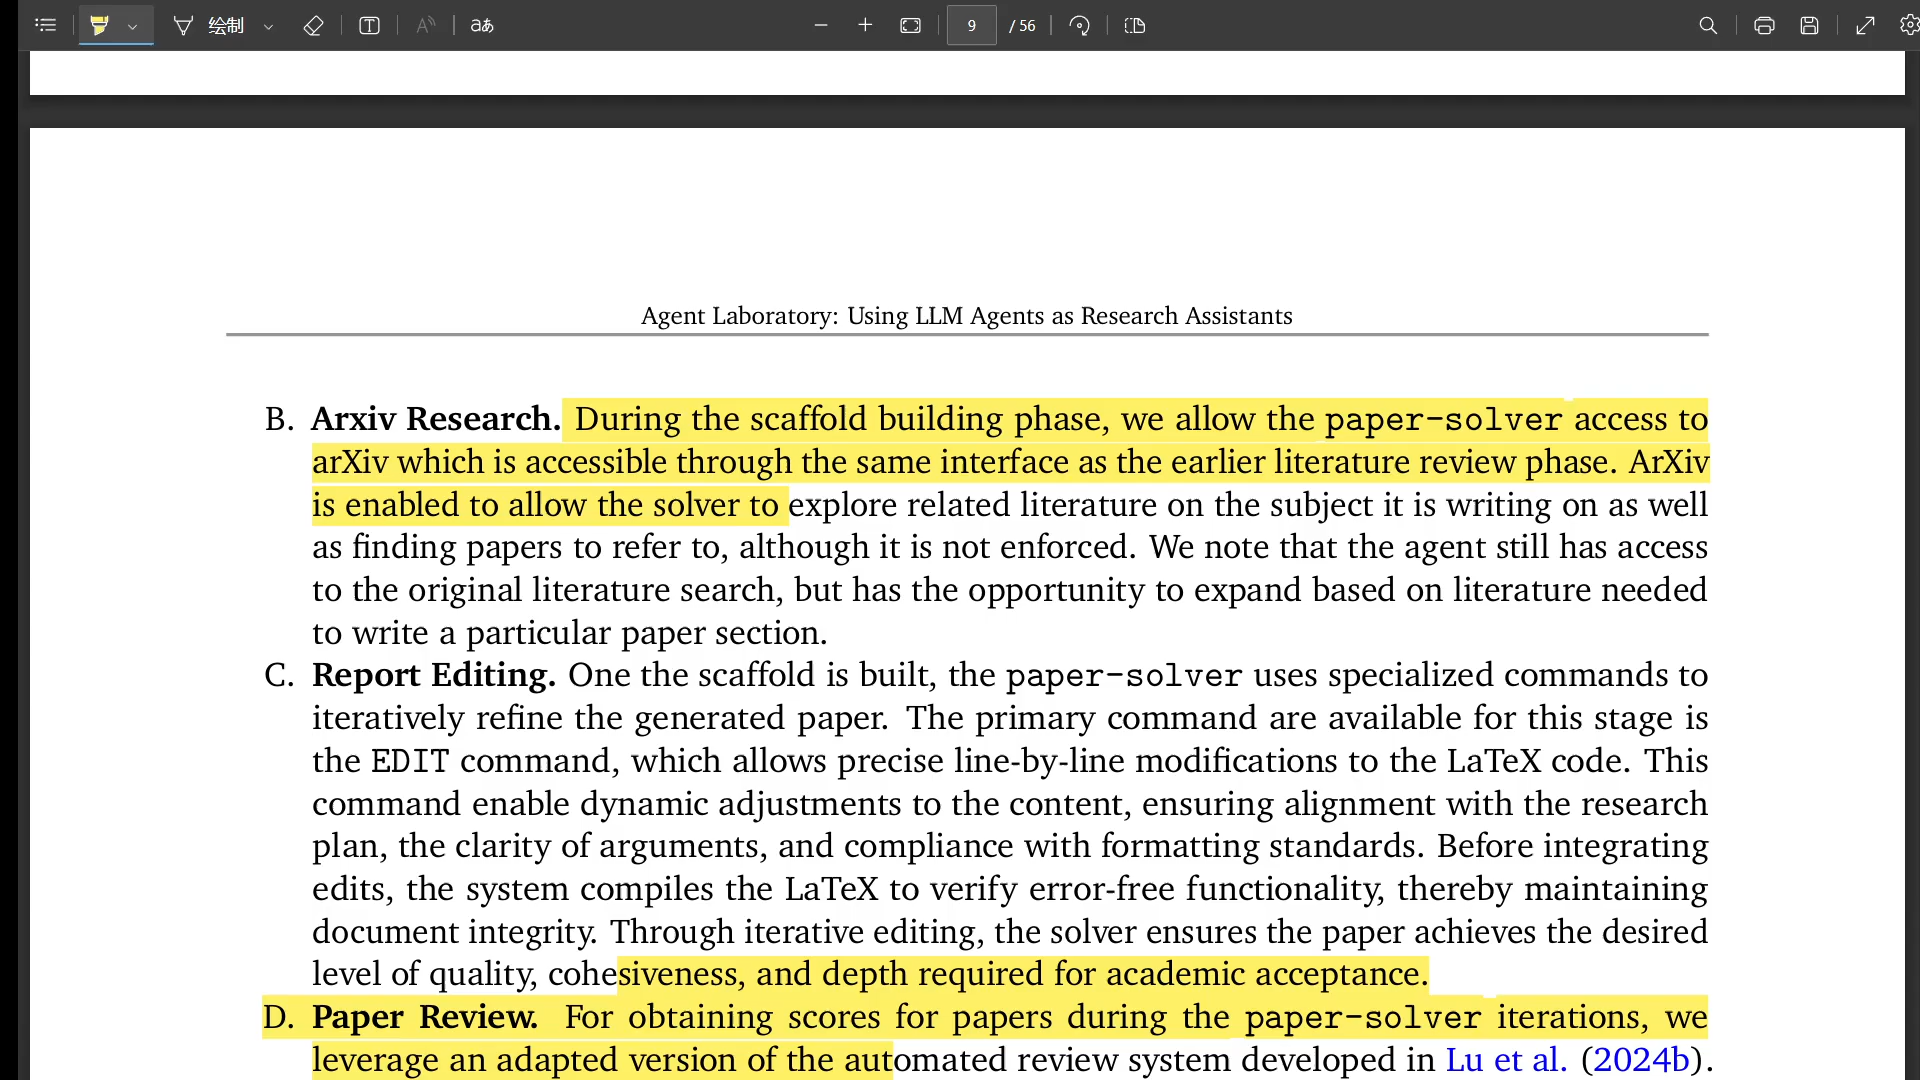 绘制 T A aあ 9 / 56
Agent Laboratory: Using LLM Agents as Research Assistants
B. Arxiv Research. During the scaffold building phase, we allow the paper-solver access to
arXiv which is accessible through the same interface as the earlier literature review phase. ArXiv
is enabled to allow the solver to explore related literature on the subject it is writing on as well
as finding papers to refer to, although it is not enforced. We note that the agent still has access
to the original literature search, but has the opportunity to expand based on literature needed
to write a particular paper section.
C. Report Editing. One the scaffold is built, the paper-solver uses specialized commands to
iteratively refine the generated paper. The primary command are available for this stage is
the EDIT command, which allows precise line-by-line modifications to the LaTeX code. This
command enable dynamic adjustments to the content, ensuring alignment with the research
plan, the clarity of arguments, and compliance with formatting standards. Before integrating
edits, the system compiles the LaTeX to verify error-free functionality, thereby maintaining
document integrity. Through iterative editing, the solver ensures the paper achieves the desired
level of quality, cohesiveness, and depth required for academic acceptance.
D. Paper Review. For obtaining scores for papers during the paper-solver iterations, we
leverage an adapted version of the automated review system developed in Lu et al. (2024b).